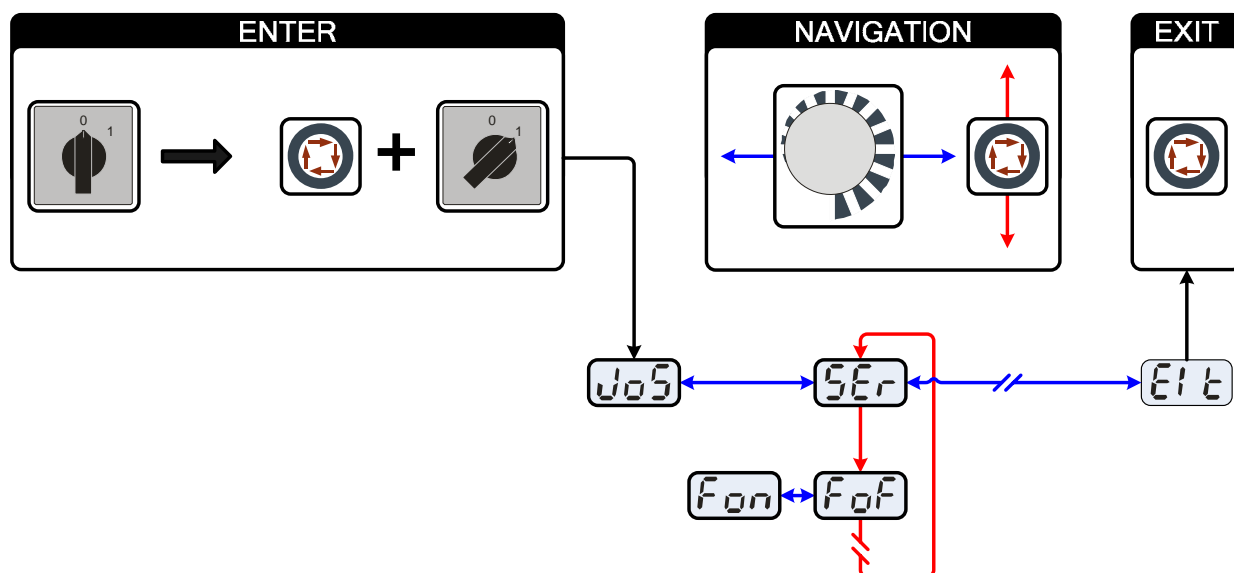 ENTER
NAVIGATION
EXIT
0
1
0
1
JoS
SEr
EIt
Fon
FoF